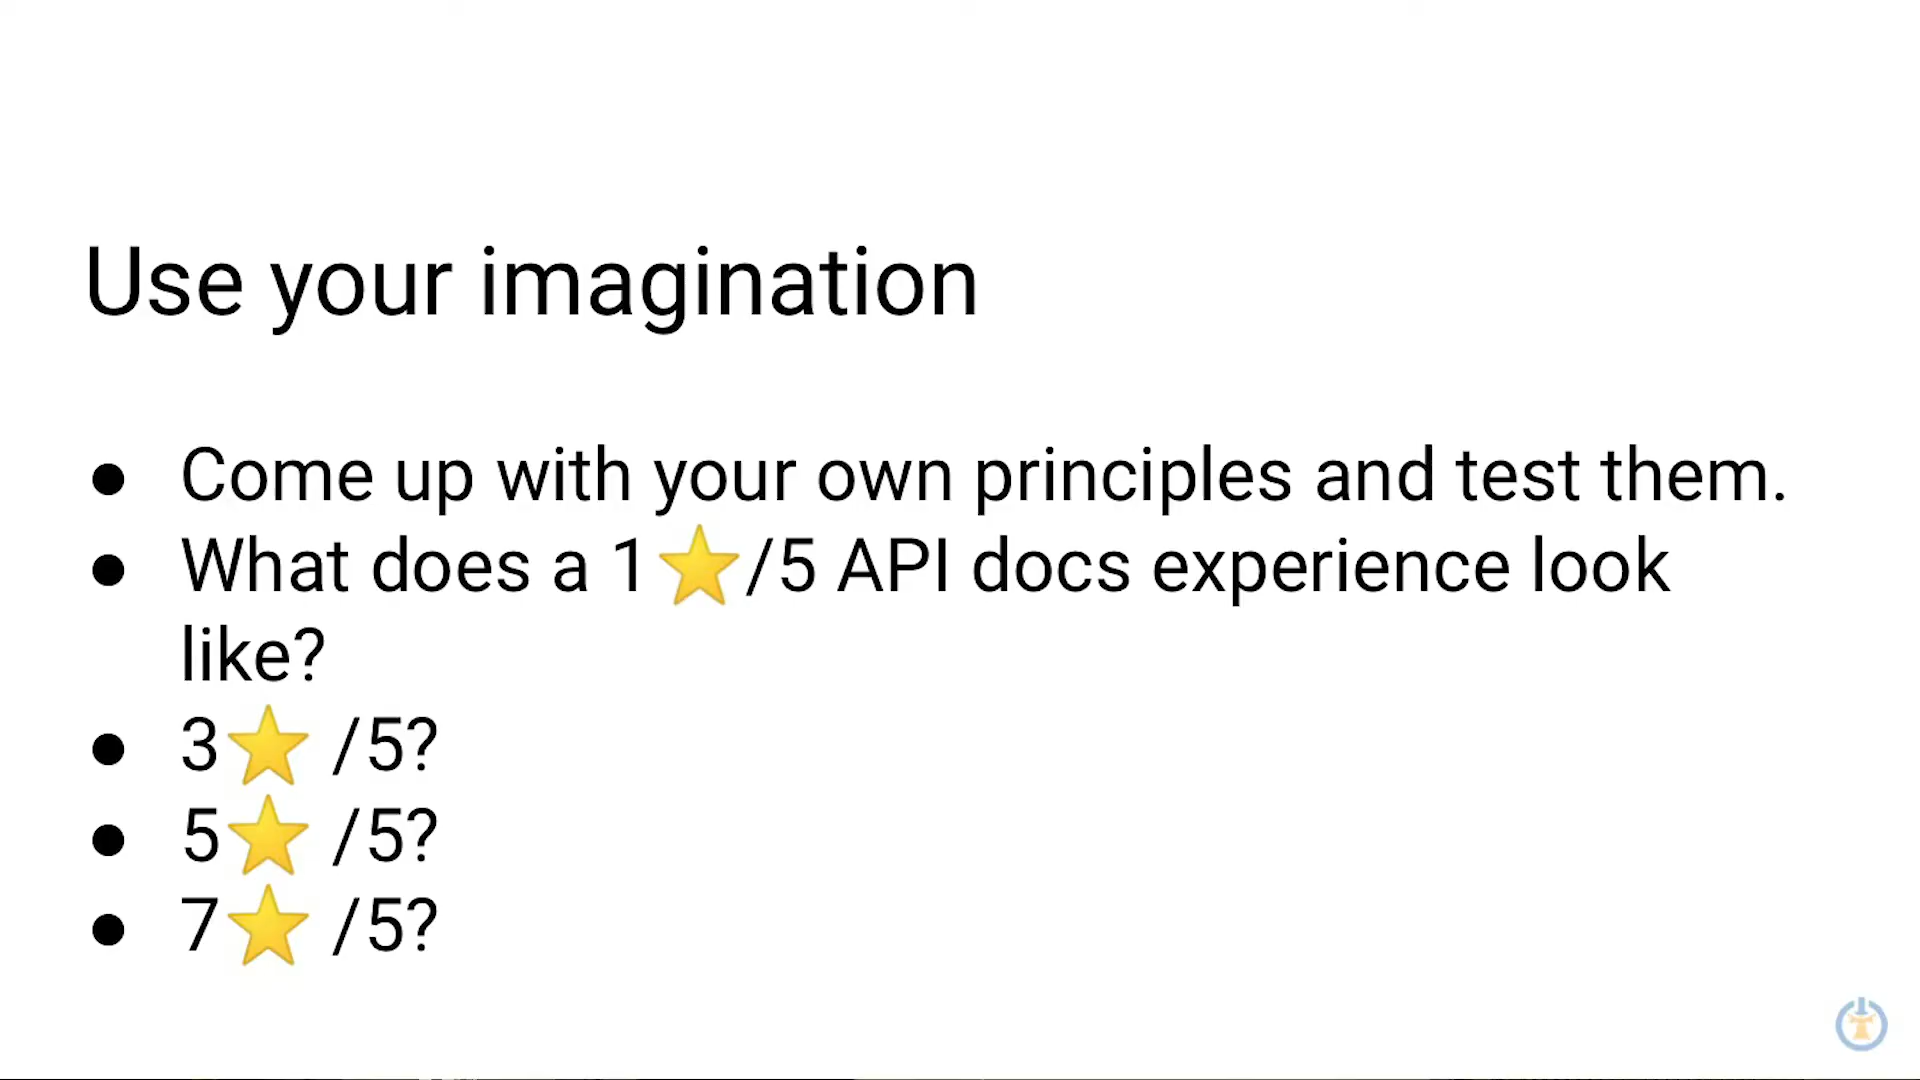 Use your imagination
● Come up with your own principles and test them.
● What does a 1⭐/5 API docs experience look
like?
● 3⭐ /5?
● 5⭐ /5?
● 7⭐ /5?